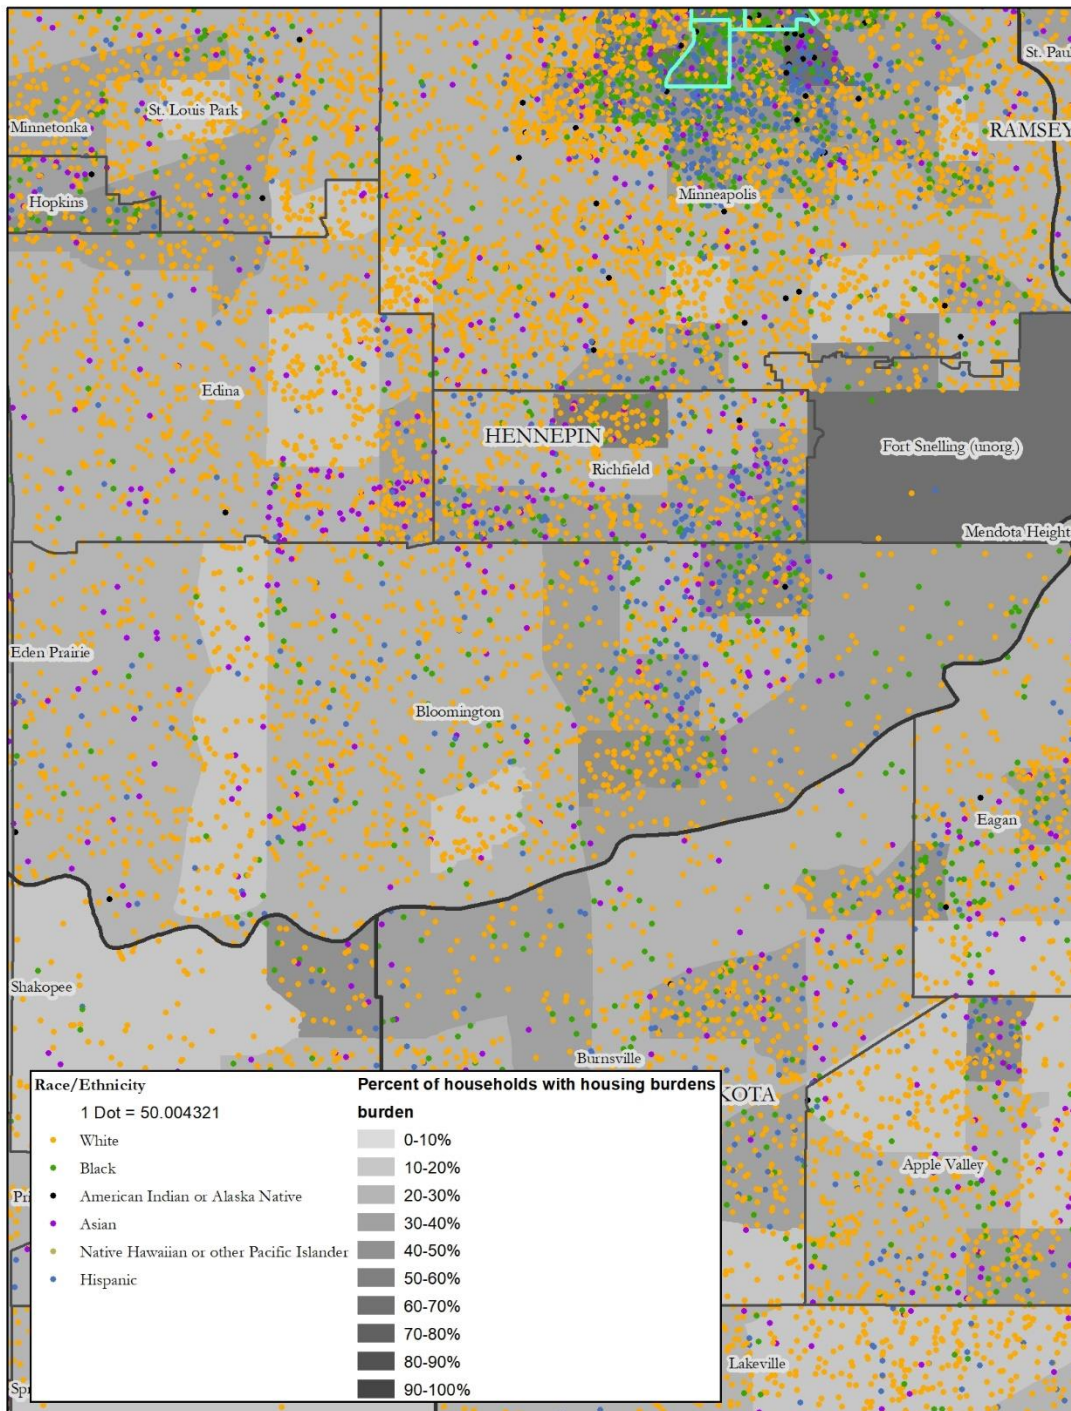 St. Pau
St. Louis Park
Minnetonka
RAMSEY
Hopkins
Minneapolis
Edina
HENNEPIN
Fort Snelling (unorg.)
Richfield
Mendota Height
Eden Prairie
Bloomington
Eagan
Shakopee
Burnsville
Race/Ethnicity
1 Dot = 50.004321
White
Black
American Indian or Alaska Native
Asian
Native Hawaiian or other Pacific Islander
Hispanic
Percent of households with housing burdens
burden
0-10%
10-20%
20-30%
30-40%
40-50%
50-60%
60-70%
70-80%
80-90%
90-100%
KOTA
Apple Valley
Pri
Lakeville
Spr